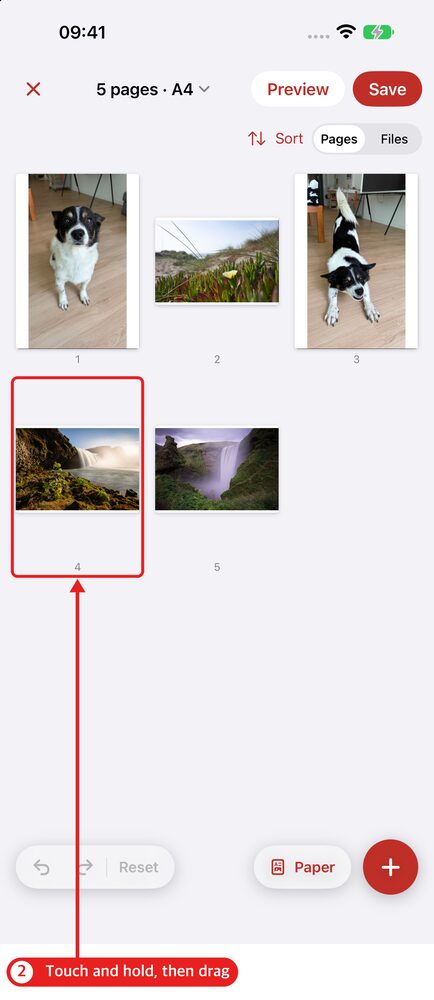 09:41
5 pages · A4
Preview
Save
Sort
Pages
Files
1
2
3
4
5
Reset
Paper
2 Touch and hold, then drag